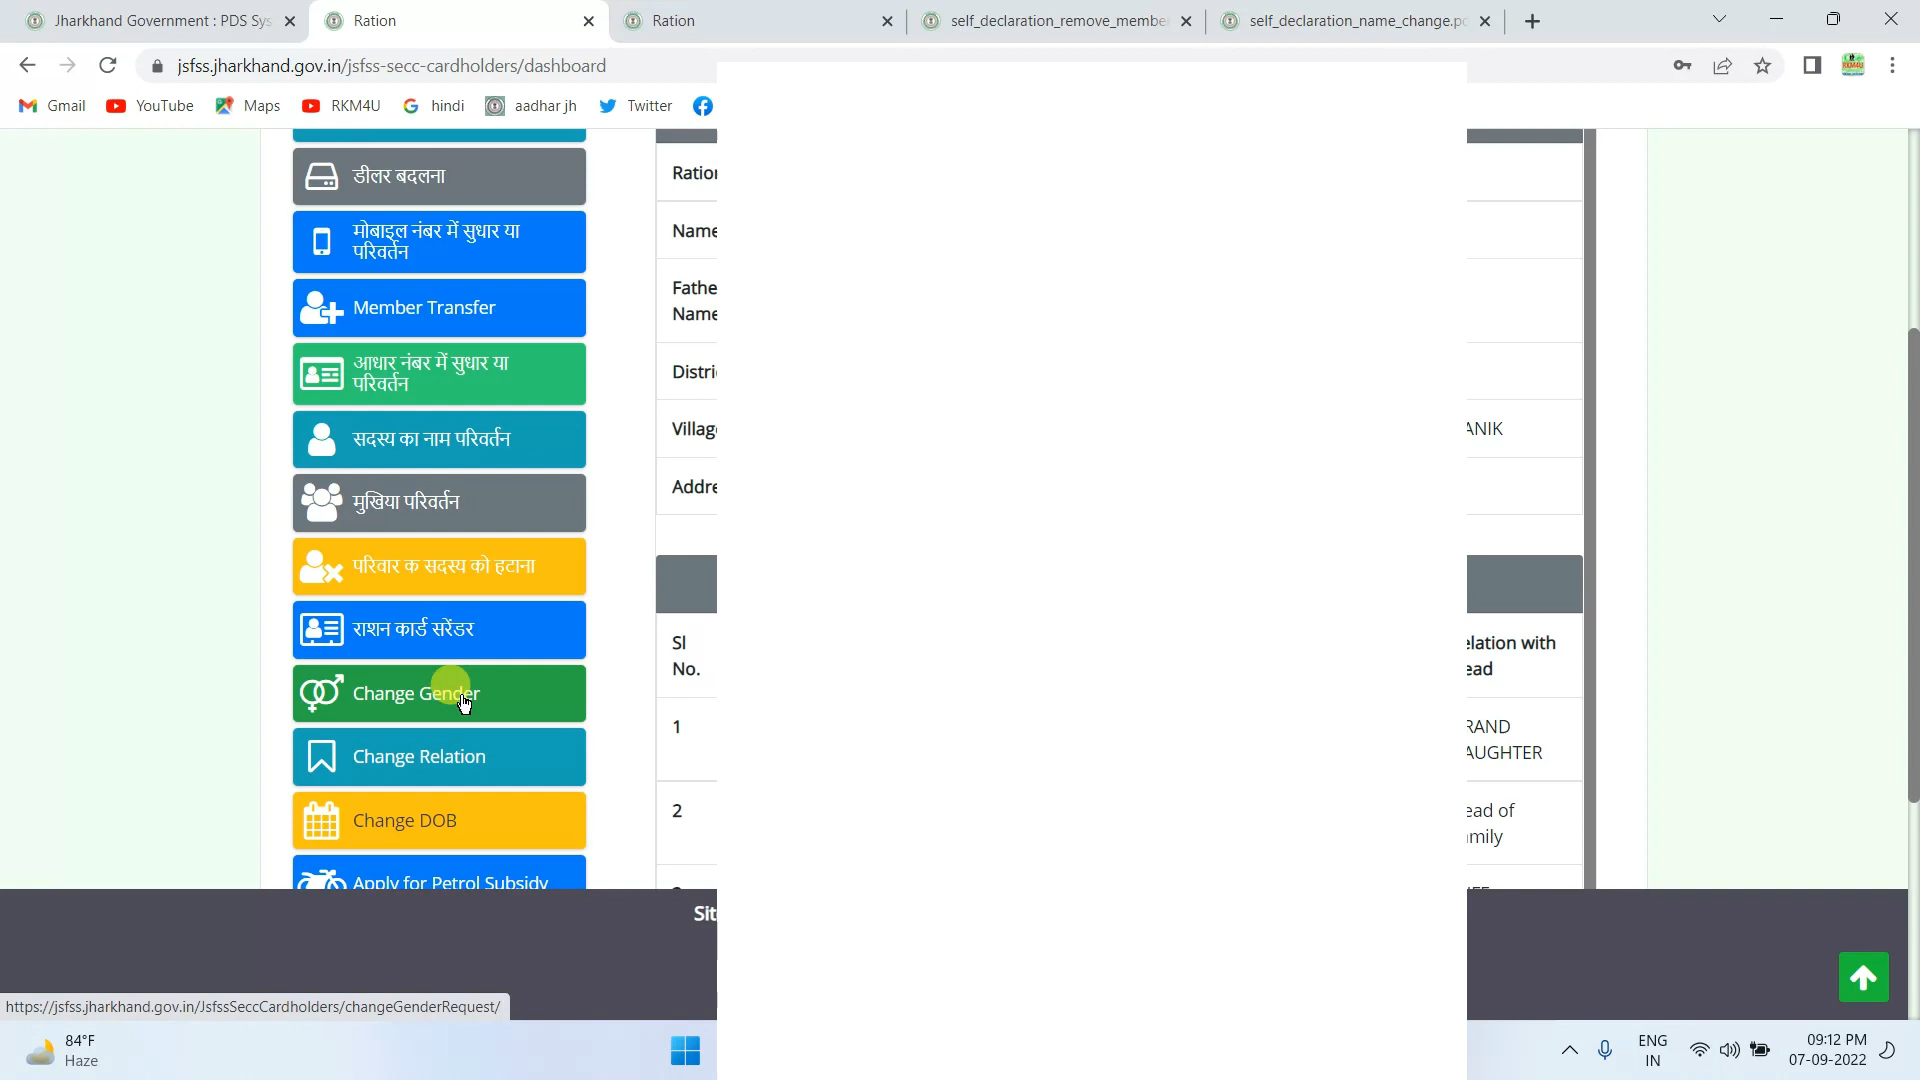 Jharkhand Government : PDS Sys
Ration
Ration
self_declaration_remove_membe
self_declaration_name_change.pd
jsfss.jharkhand.gov.in/jsfss-secc-cardholders/dashboard
Gmail
YouTube
Maps
RKM4U
hindi
aadhar jh
Twitter
डीलर बदलना
मोबाइल नंबर में सुधार या
परिवर्तन
Member Transfer
आधार नंबर में सुधार या
परिवर्तन
सदस्य का नाम परिवर्तन
मुखिया परिवर्तन
परिवार क सदस्य को हटाना
राशन कार्ड सरेंडर
Change Gender
Change Relation
Change DOB
Apply for Petrol Subsidy
Ration
Name
Fathe
Name
Distri
Villag
ANIK
Addre
Sl
No.
elation with
ead
1
RAND
AUGHTER
2
ead of
mily
Sit
https://jsfss.jharkhand.gov.in/JsfssSeccCardholders/changeGenderRequest/
84°F
Haze
ENG
IN
09:12 PM
07-09-2022